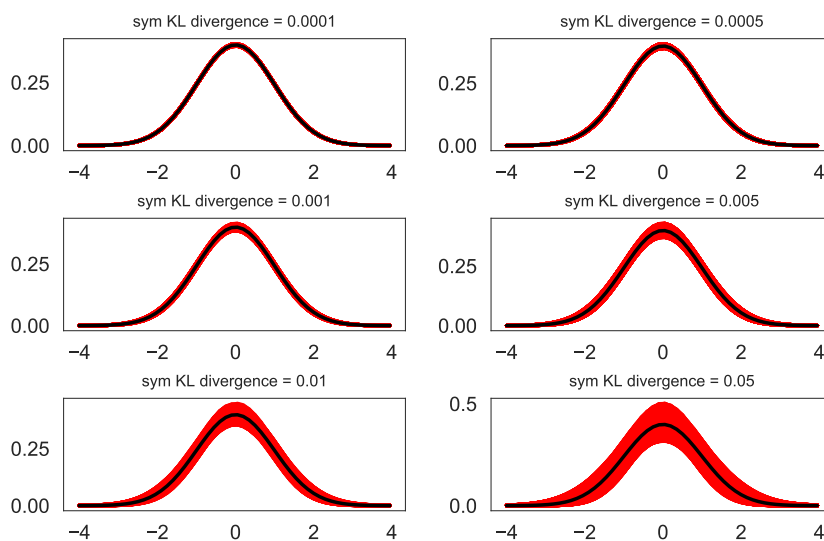 sym KL divergence = 0.0001
sym KL divergence = 0.0005
0.25
0.00
−4 −2 0 2 4
0.25
0.00
−4 −2 0 2 4
sym KL divergence = 0.001
sym KL divergence = 0.005
0.25
0.00
−4 −2 0 2 4
0.25
0.00
−4 −2 0 2 4
sym KL divergence = 0.01
sym KL divergence = 0.05
0.25
0.00
−4 −2 0 2 4
0.5
0.0
−4 −2 0 2 4